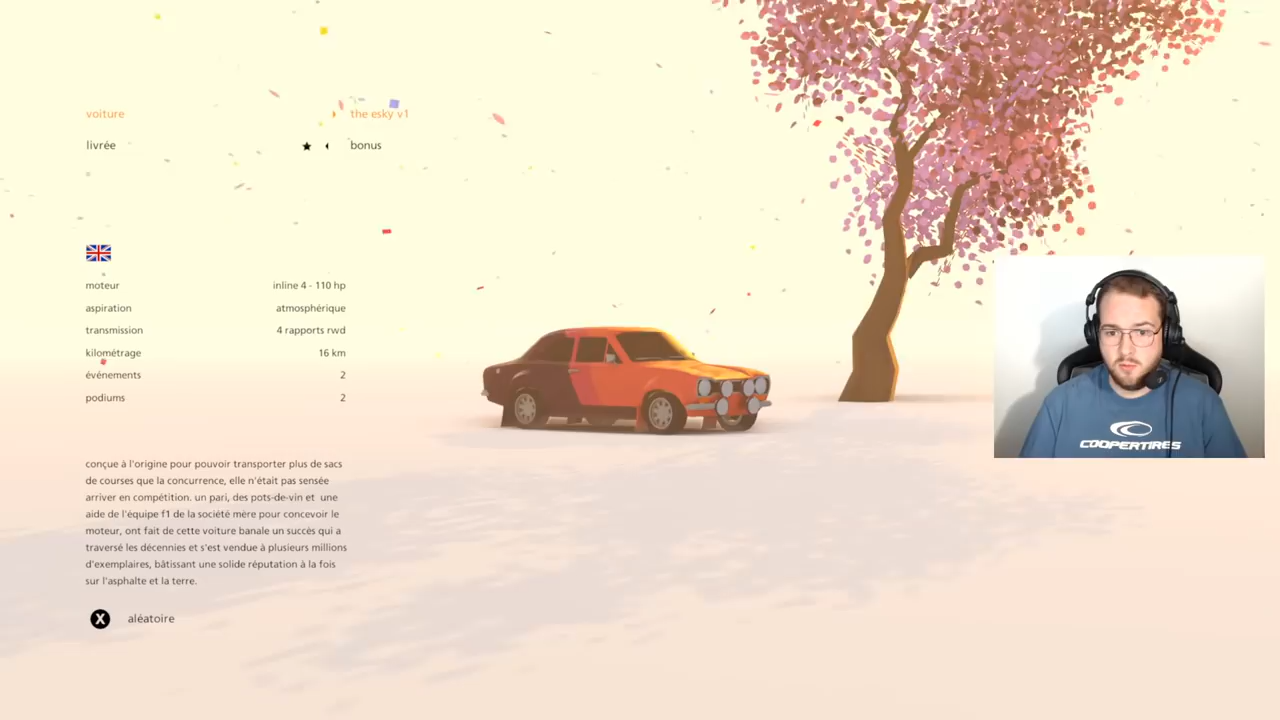 voiture the esky v1
livrée bonus
moteur inline 4 - 110 hp
aspiration atmosphérique
transmission 4 rapports rwd
kilométrage 16 km
événements 2
podiums 2
conçue à l'origine pour pouvoir transporter plus de sacs
de courses que la concurrence, elle n'était pas sensée
arriver en compétition. un pari, des pots-de-vin et une
aide de l'équipe f1 de la société mère pour concevoir le
moteur, ont fait de cette voiture banale un succès qui a
traversé les décennies et s'est vendue à plusieurs millions
d'exemplaires, bâtissant une solide réputation à la fois
sur l'asphalte et la terre.
X aléatoire
COOPERTIRES